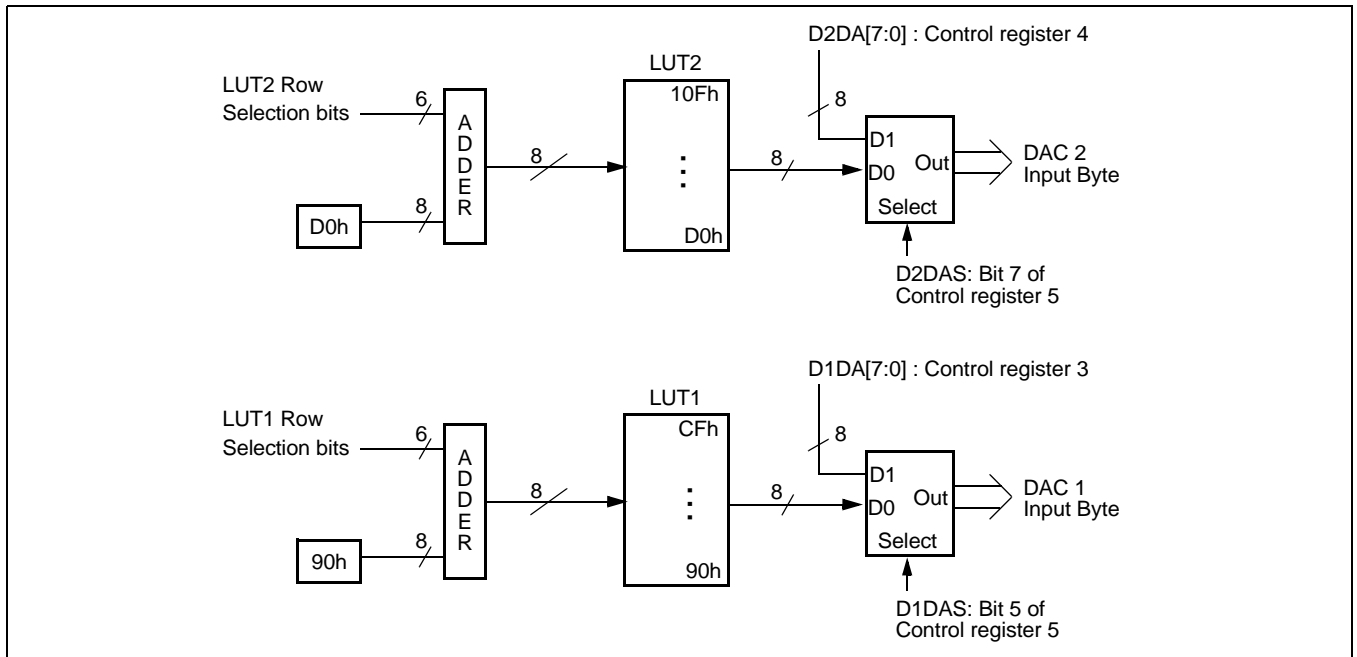 D2DA[7:0] : Control register 4
LUT2
LUT2 Row
Selection bits
6
ADDER
8
D0h
8
10Fh
⋮
D0h
8
8
D1
D0
Out
Select
DAC 2
Input Byte
D2DAS: Bit 7 of
Control register 5
D1DA[7:0] : Control register 3
LUT1
LUT1 Row
Selection bits
6
ADDER
8
90h
8
CFh
⋮
90h
8
8
D1
D0
Out
Select
DAC 1
Input Byte
D1DAS: Bit 5 of
Control register 5